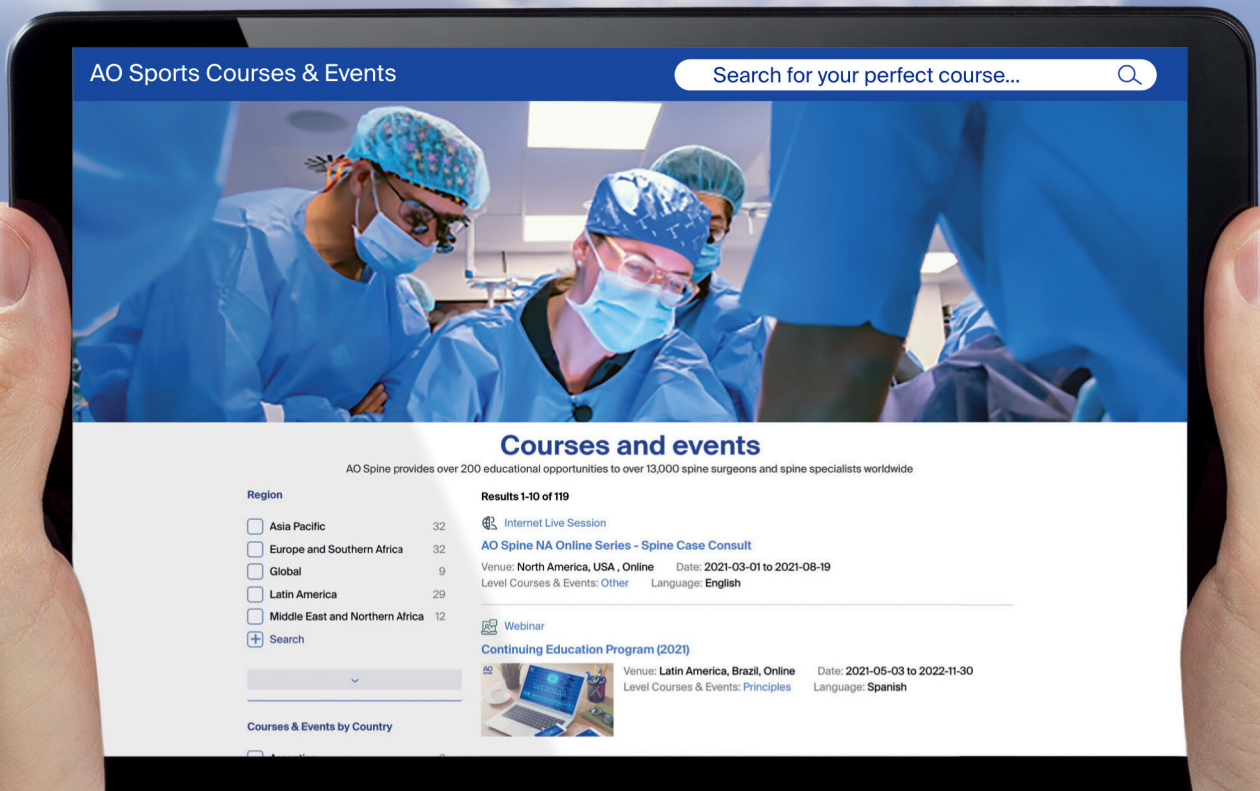 AO Sports Courses & Events
Search for your perfect course...
Courses and events
AO Spine provides over 200 educational opportunities to over 13,000 spine surgeons and spine specialists worldwide
Region
Asia Pacific 32
Europe and Southern Africa 32
Global 9
Latin America 29
Middle East and Northern Africa 12
Search
Courses & Events by Country
Results 1-10 of 119
Internet Live Session
AO Spine NA Online Series - Spine Case Consult
Venue: North America, USA , Online Date: 2021-03-01 to 2021-08-19
Level Courses & Events: Other Language: English
Webinar
Continuing Education Program (2021)
AO
WEBINAR
Venue: Latin America, Brazil, Online Date: 2021-05-03 to 2022-11-30
Level Courses & Events: Principles Language: Spanish